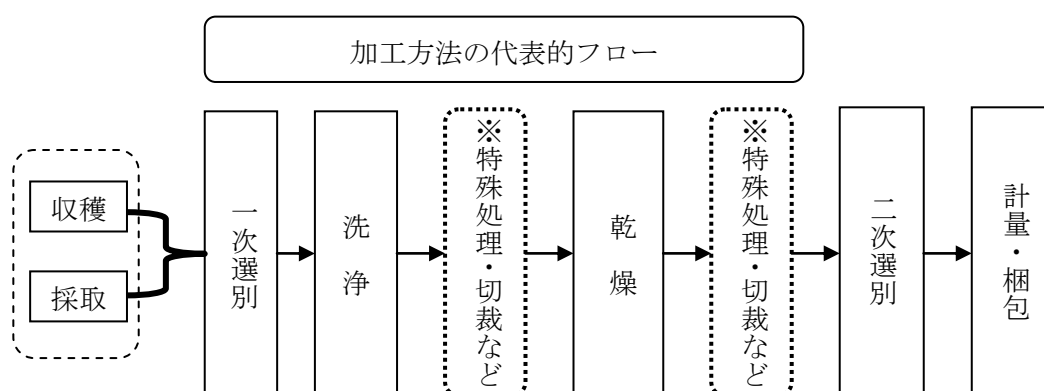 加工方法の代表的フロー
収穫
採取
一次選別
洗浄
※特殊処理・切裁など
乾燥
※特殊処理・切裁など
二次選別
計量・梱包